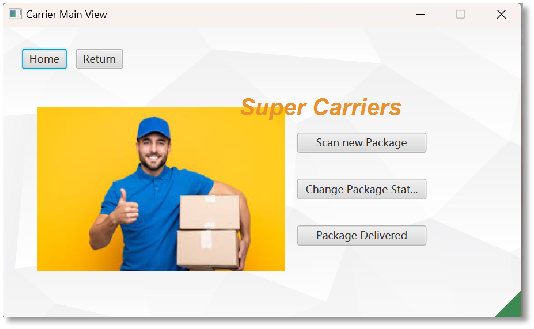 Carrier Main View
Home Return
Super Carriers
Scan new Package
Change Package Stat...
Package Delivered